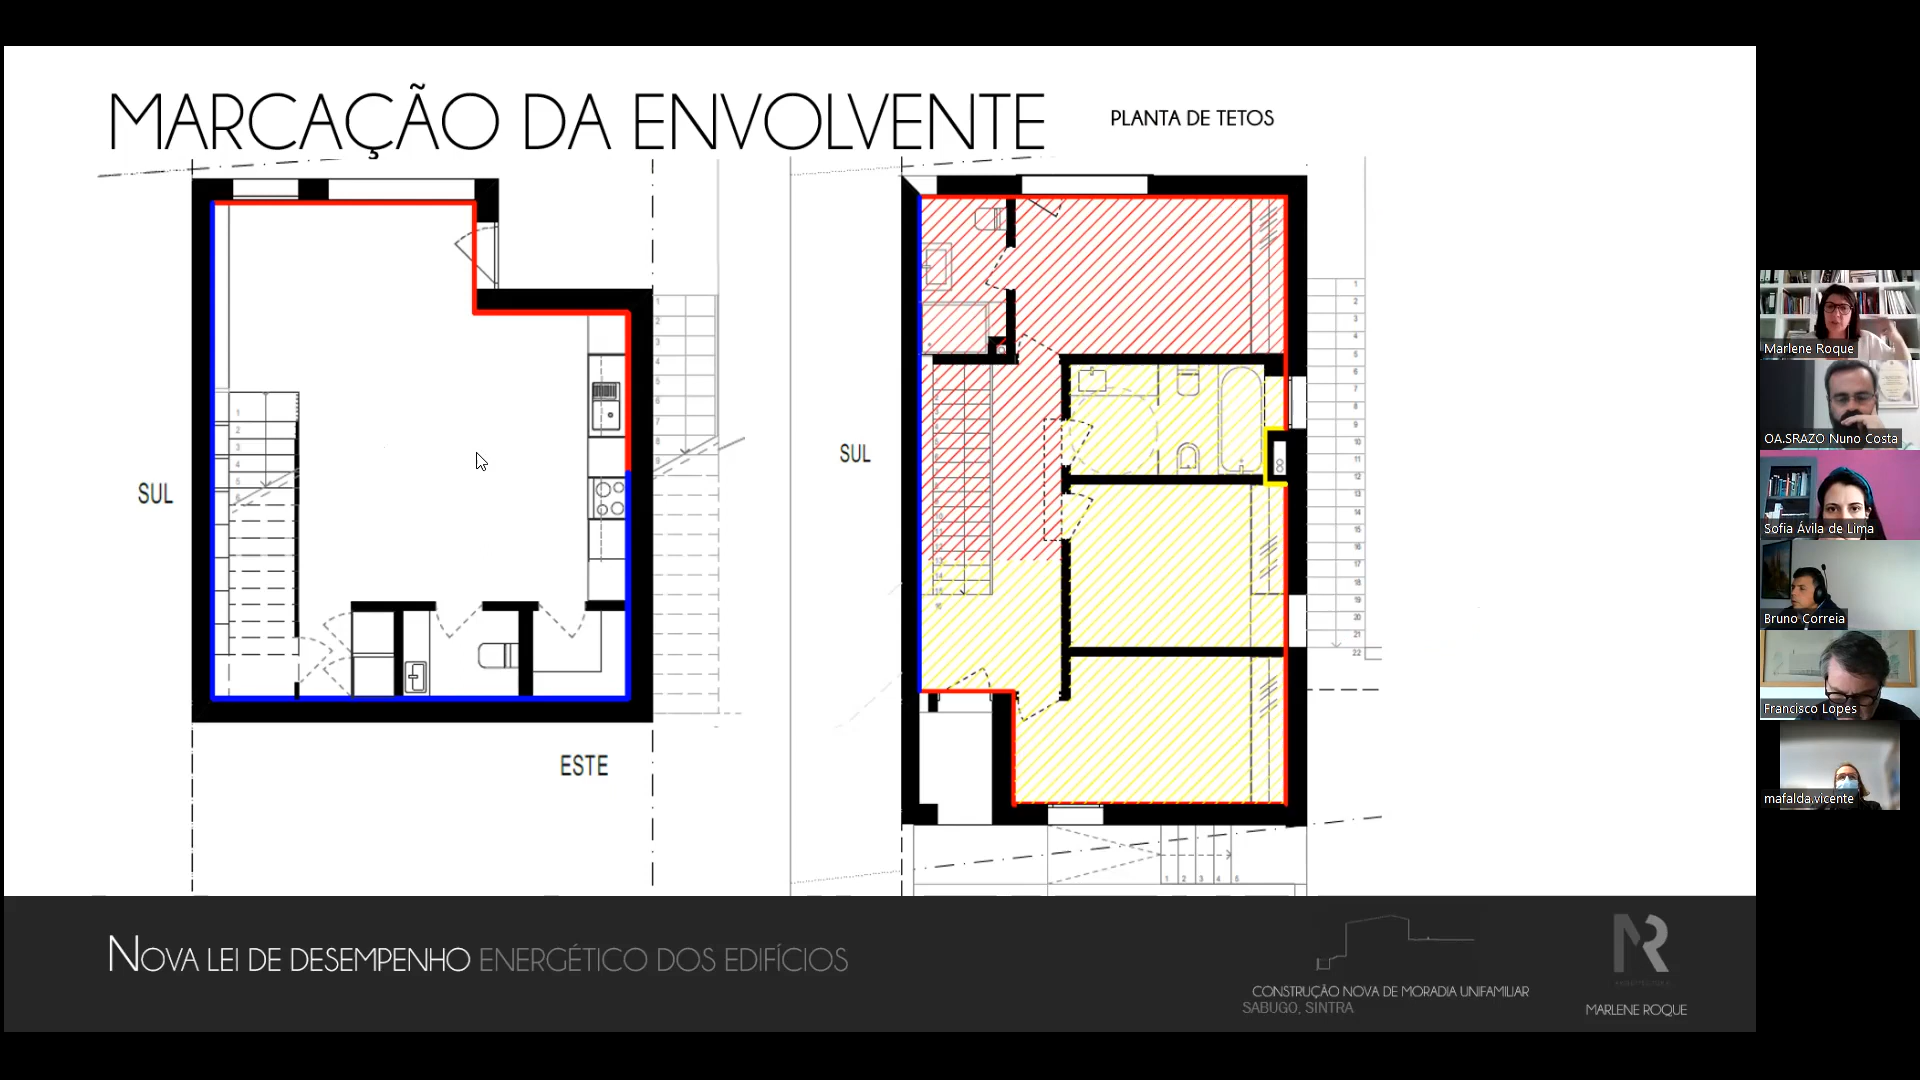 MARCAÇÃO DA ENVOLVENTE
PLANTA DE TETOS
SUL
ESTE
SUL
NOVA LEI DE DESEMPENHO ENERGÉTICO DOS EDIFÍCIOS
CONSTRUÇÃO NOVA DE MORADIA UNIFAMILIAR
SABUGO, SINTRA
MR
MARLENE ROQUE
Marlene Roque
OA.SRAZO Nuno Costa
Sofia Ávila de Lima
Bruno Correia
Francisco Lopes
mafalda.vicente